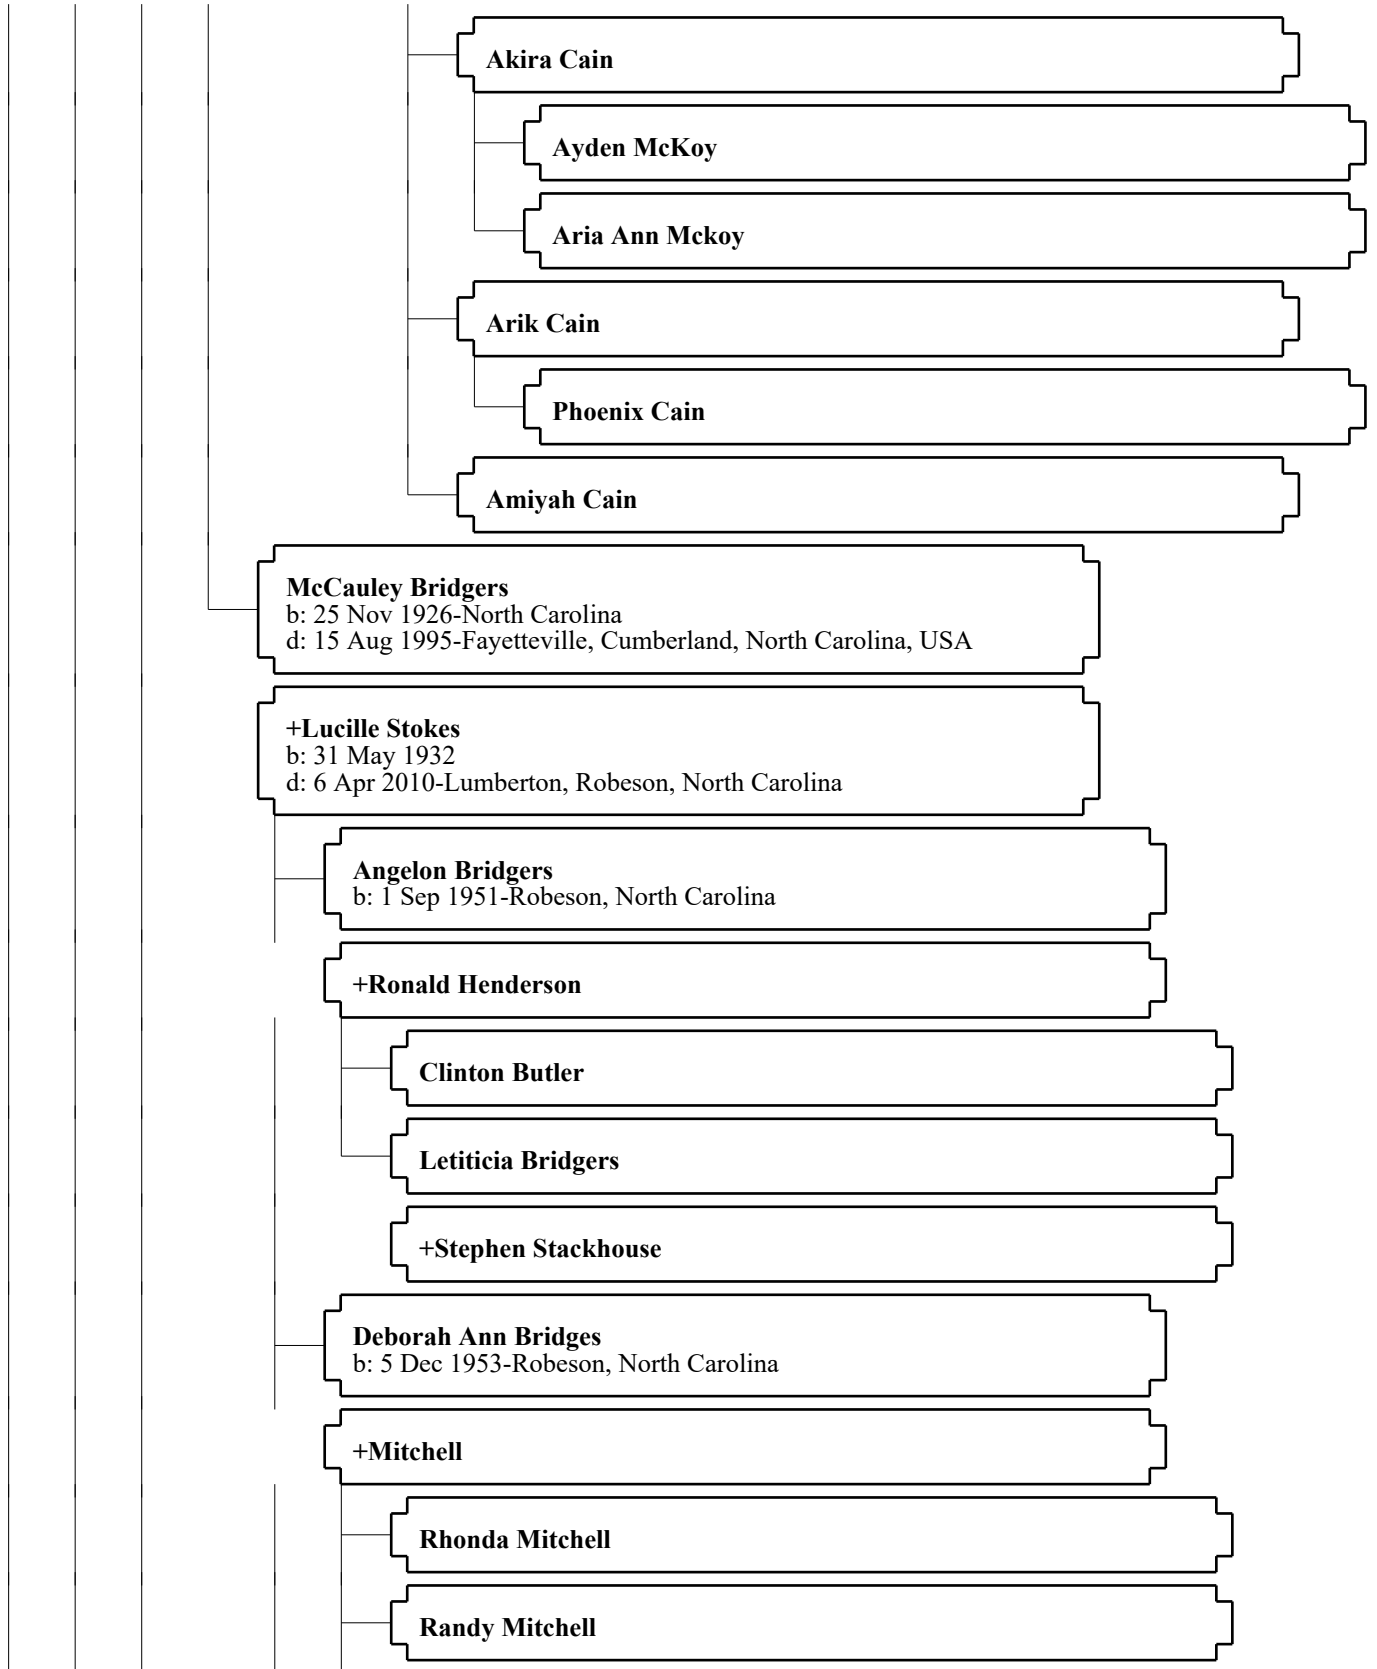 Akira Cain
Ayden McKoy
Aria Ann Mckoy
Arik Cain
Phoenix Cain
Amiyah Cain
McCauley Bridgers
b: 25 Nov 1926-North Carolina
d: 15 Aug 1995-Fayetteville, Cumberland, North Carolina, USA
+Lucille Stokes
b: 31 May 1932
d: 6 Apr 2010-Lumberton, Robeson, North Carolina
Angelon Bridgers
b: 1 Sep 1951-Robeson, North Carolina
+Ronald Henderson
Clinton Butler
Letiticia Bridgers
+Stephen Stackhouse
Deborah Ann Bridges
b: 5 Dec 1953-Robeson, North Carolina
+Mitchell
Rhonda Mitchell
Randy Mitchell